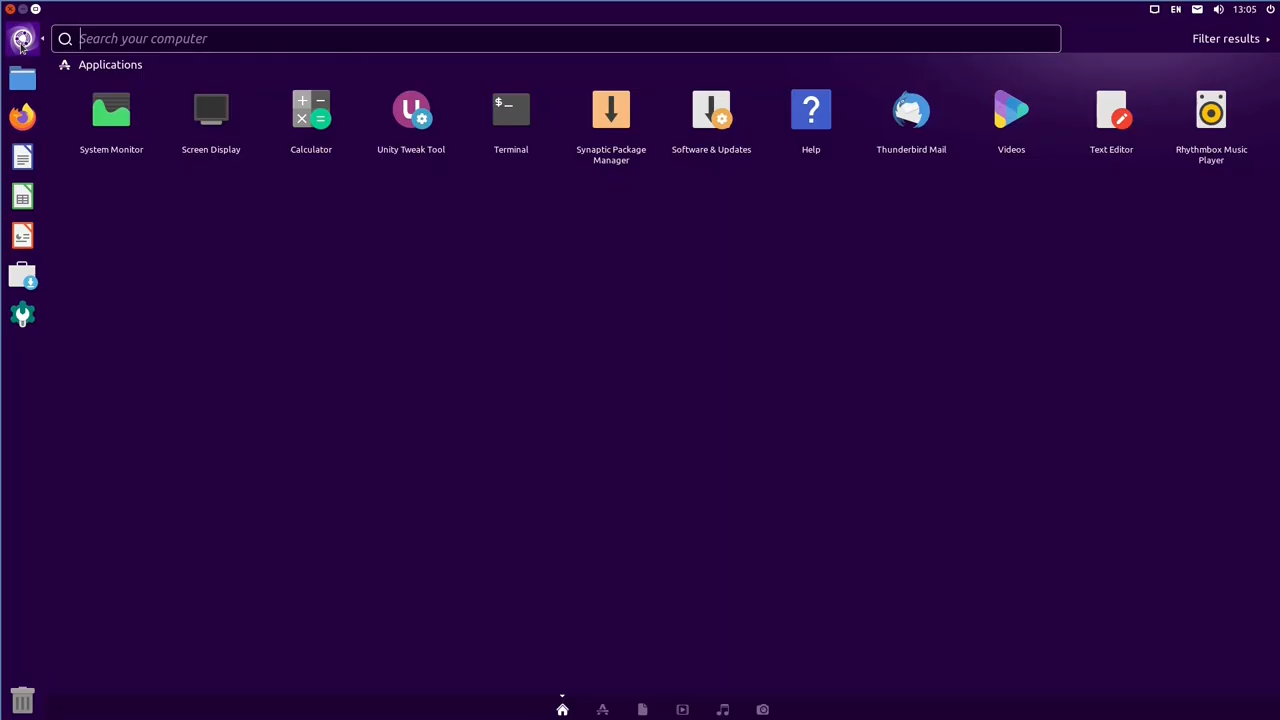 EN
13:05
Search your computer
Filter results
Applications
System Monitor
Screen Display
Calculator
Unity Tweak Tool
Terminal
Synaptic Package
Manager
Software & Updates
Help
Thunderbird Mail
Videos
Text Editor
Rhythmbox Music
Player